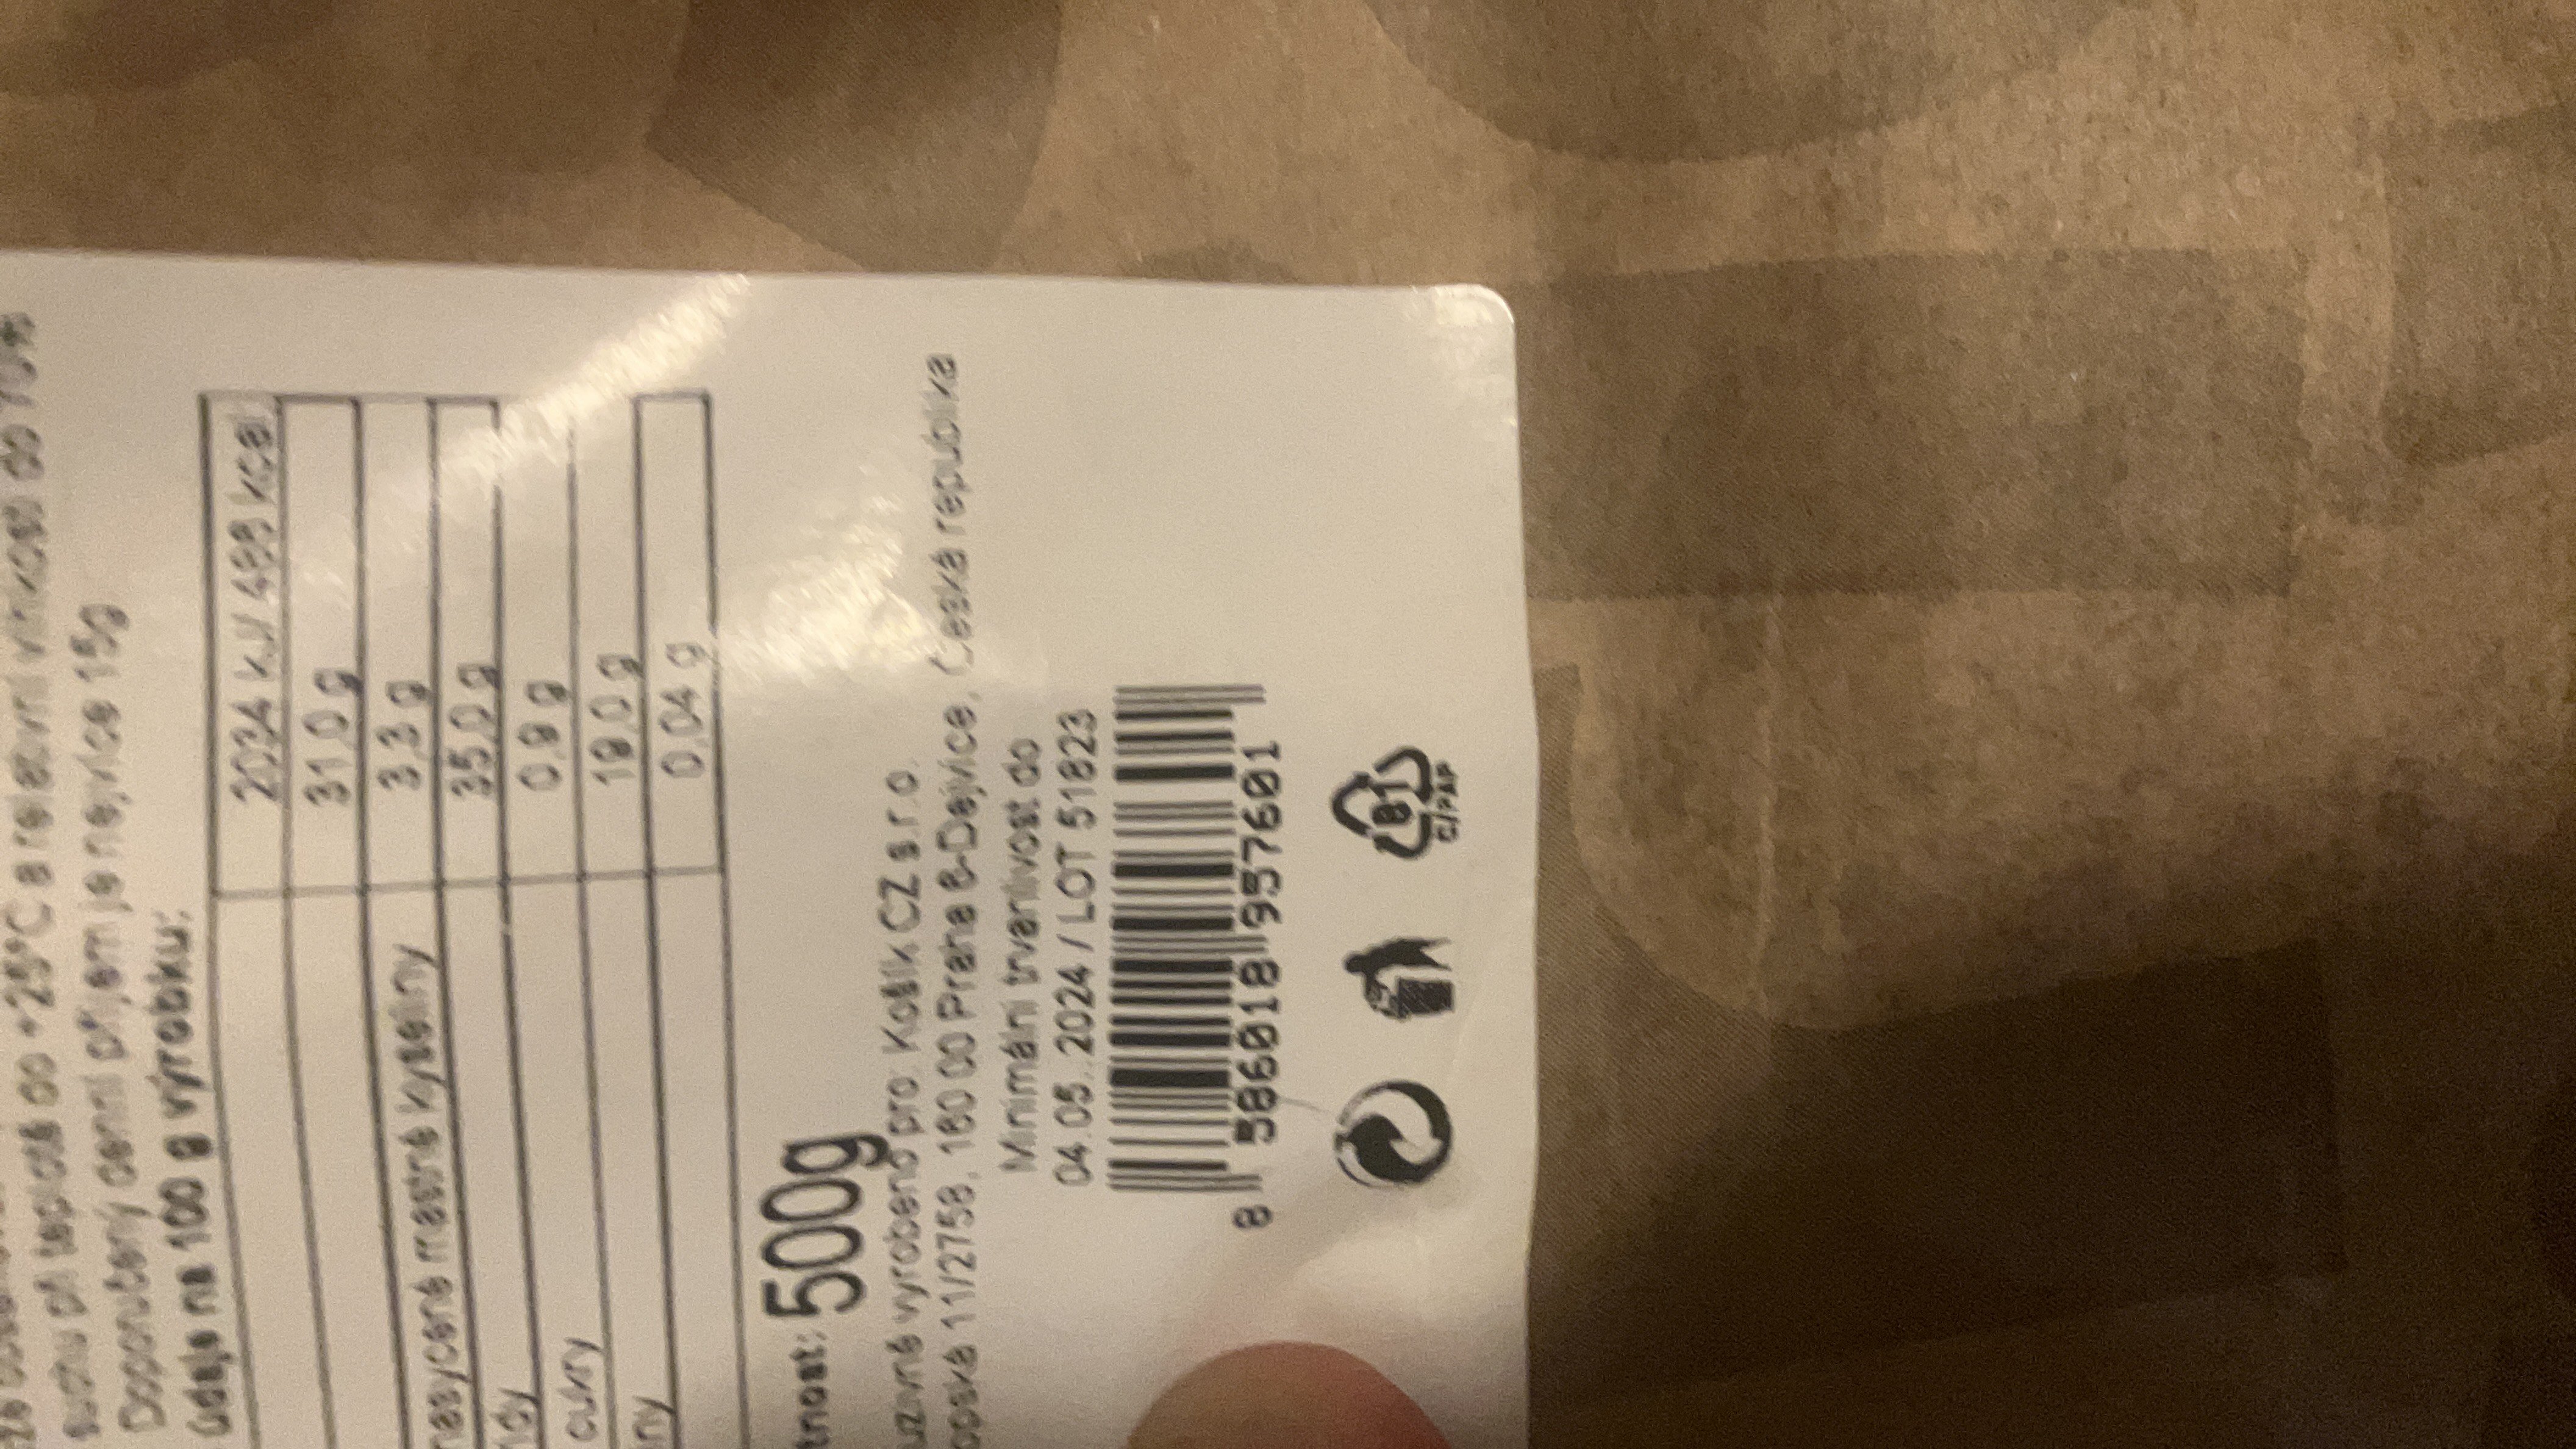 suchu při teplotě do +25°C a relativní vlhkosti do 70%
Doporučený denní příjem je nejvíce 15g
údaje na 100 g výrobku:
2034 kJ/ 488 kcal
31,0 g
nasycené mastné kyseliny 3,3 g
35,0 g
cukry 0,9 g
19,0 g
0,04 g
500g
vyrobeno pro: Košík CZ s.r.o.
11/2758, 160 00 Praha 6-Dejvice, Česká republika
Minimální trvanlivost do
04.05..2024 / LOT 51823
8 586018 957601
81
C/PAP